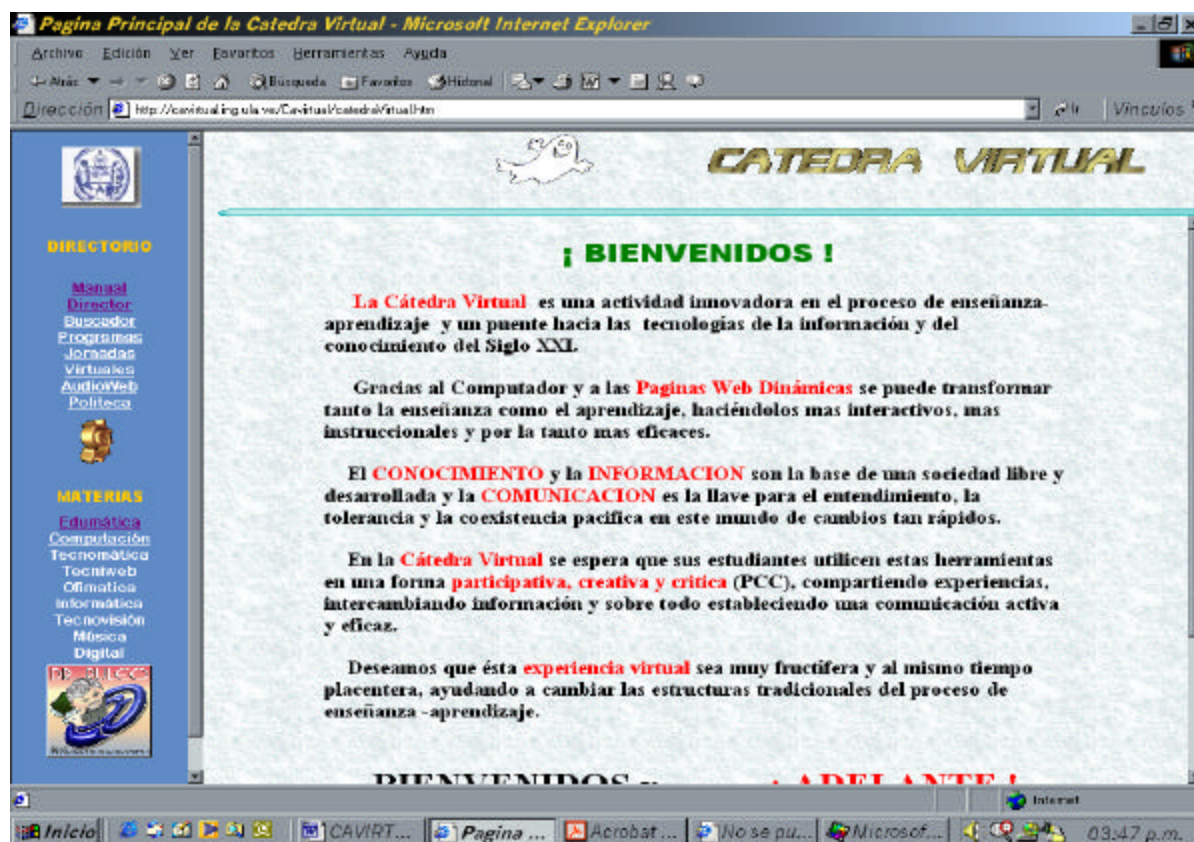 Pagina Principal de la Catedra Virtual - Microsoft Internet Explorer
Archivo Edición Ver Favoritos Herramientas Ayuda
Atrás Búsqueda Favoritos Historial
Dirección http://cavirtual.ing.ula.ve/Cavirtual/catedraVirtual.htm Ir Vínculos
CATEDRA VIRTUAL
DIRECTORIO
Manual
Director
Buscador
Programas
Jornadas
Virtuales
AudioWeb
Politeca
MATERIAS
Edumática
Computación
Tecnomática
Tecniweb
Ofimatica
Informática
Tecnovisión
Música
Digital
¡ BIENVENIDOS !
La Cátedra Virtual es una actividad innovadora en el proceso de enseñanza-
aprendizaje y un puente hacia las tecnologias de la información y del
conocimiento del Siglo XXI.
Gracias al Computador y a las Paginas Web Dinámicas se puede transformar
tanto la enseñanza como el aprendizaje, haciéndolos mas interactivos, mas
instruccionales y por la tanto mas eficaces.
El CONOCIMIENTO y la INFORMACION son la base de una sociedad libre y
desarrollada y la COMUNICACION es la llave para el entendimiento, la
tolerancia y la coexistencia pacifica en este mundo de cambios tan rápidos.
En la Cátedra Virtual se espera que sus estudiantes utilicen estas herramientas
en una forma participativa, creativa y critica (PCC), compartiendo experiencias,
intercambiando información y sobre todo estableciendo una comunicación activa
y eficaz.
Deseamos que ésta experiencia virtual sea muy fructifera y al mismo tiempo
placentera, ayudando a cambiar las estructuras tradicionales del proceso de
enseñanza -aprendizaje.
BIENVENIDOS y ¡ ADELANTE !
Internet
Inicio CAVIRT... Pagina ... Acrobat ... No se pu... Microsof... 03:47 p.m.